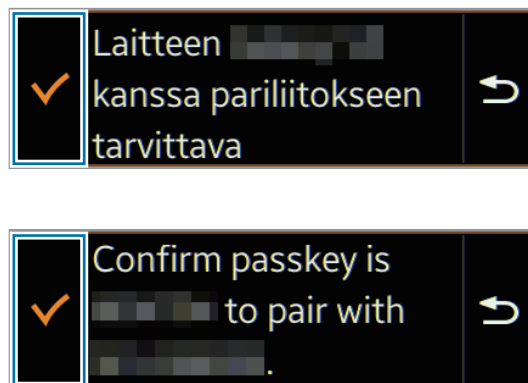 Laitteen
kanssa pariliitokseen
tarvittava
Confirm passkey is
to pair with
.